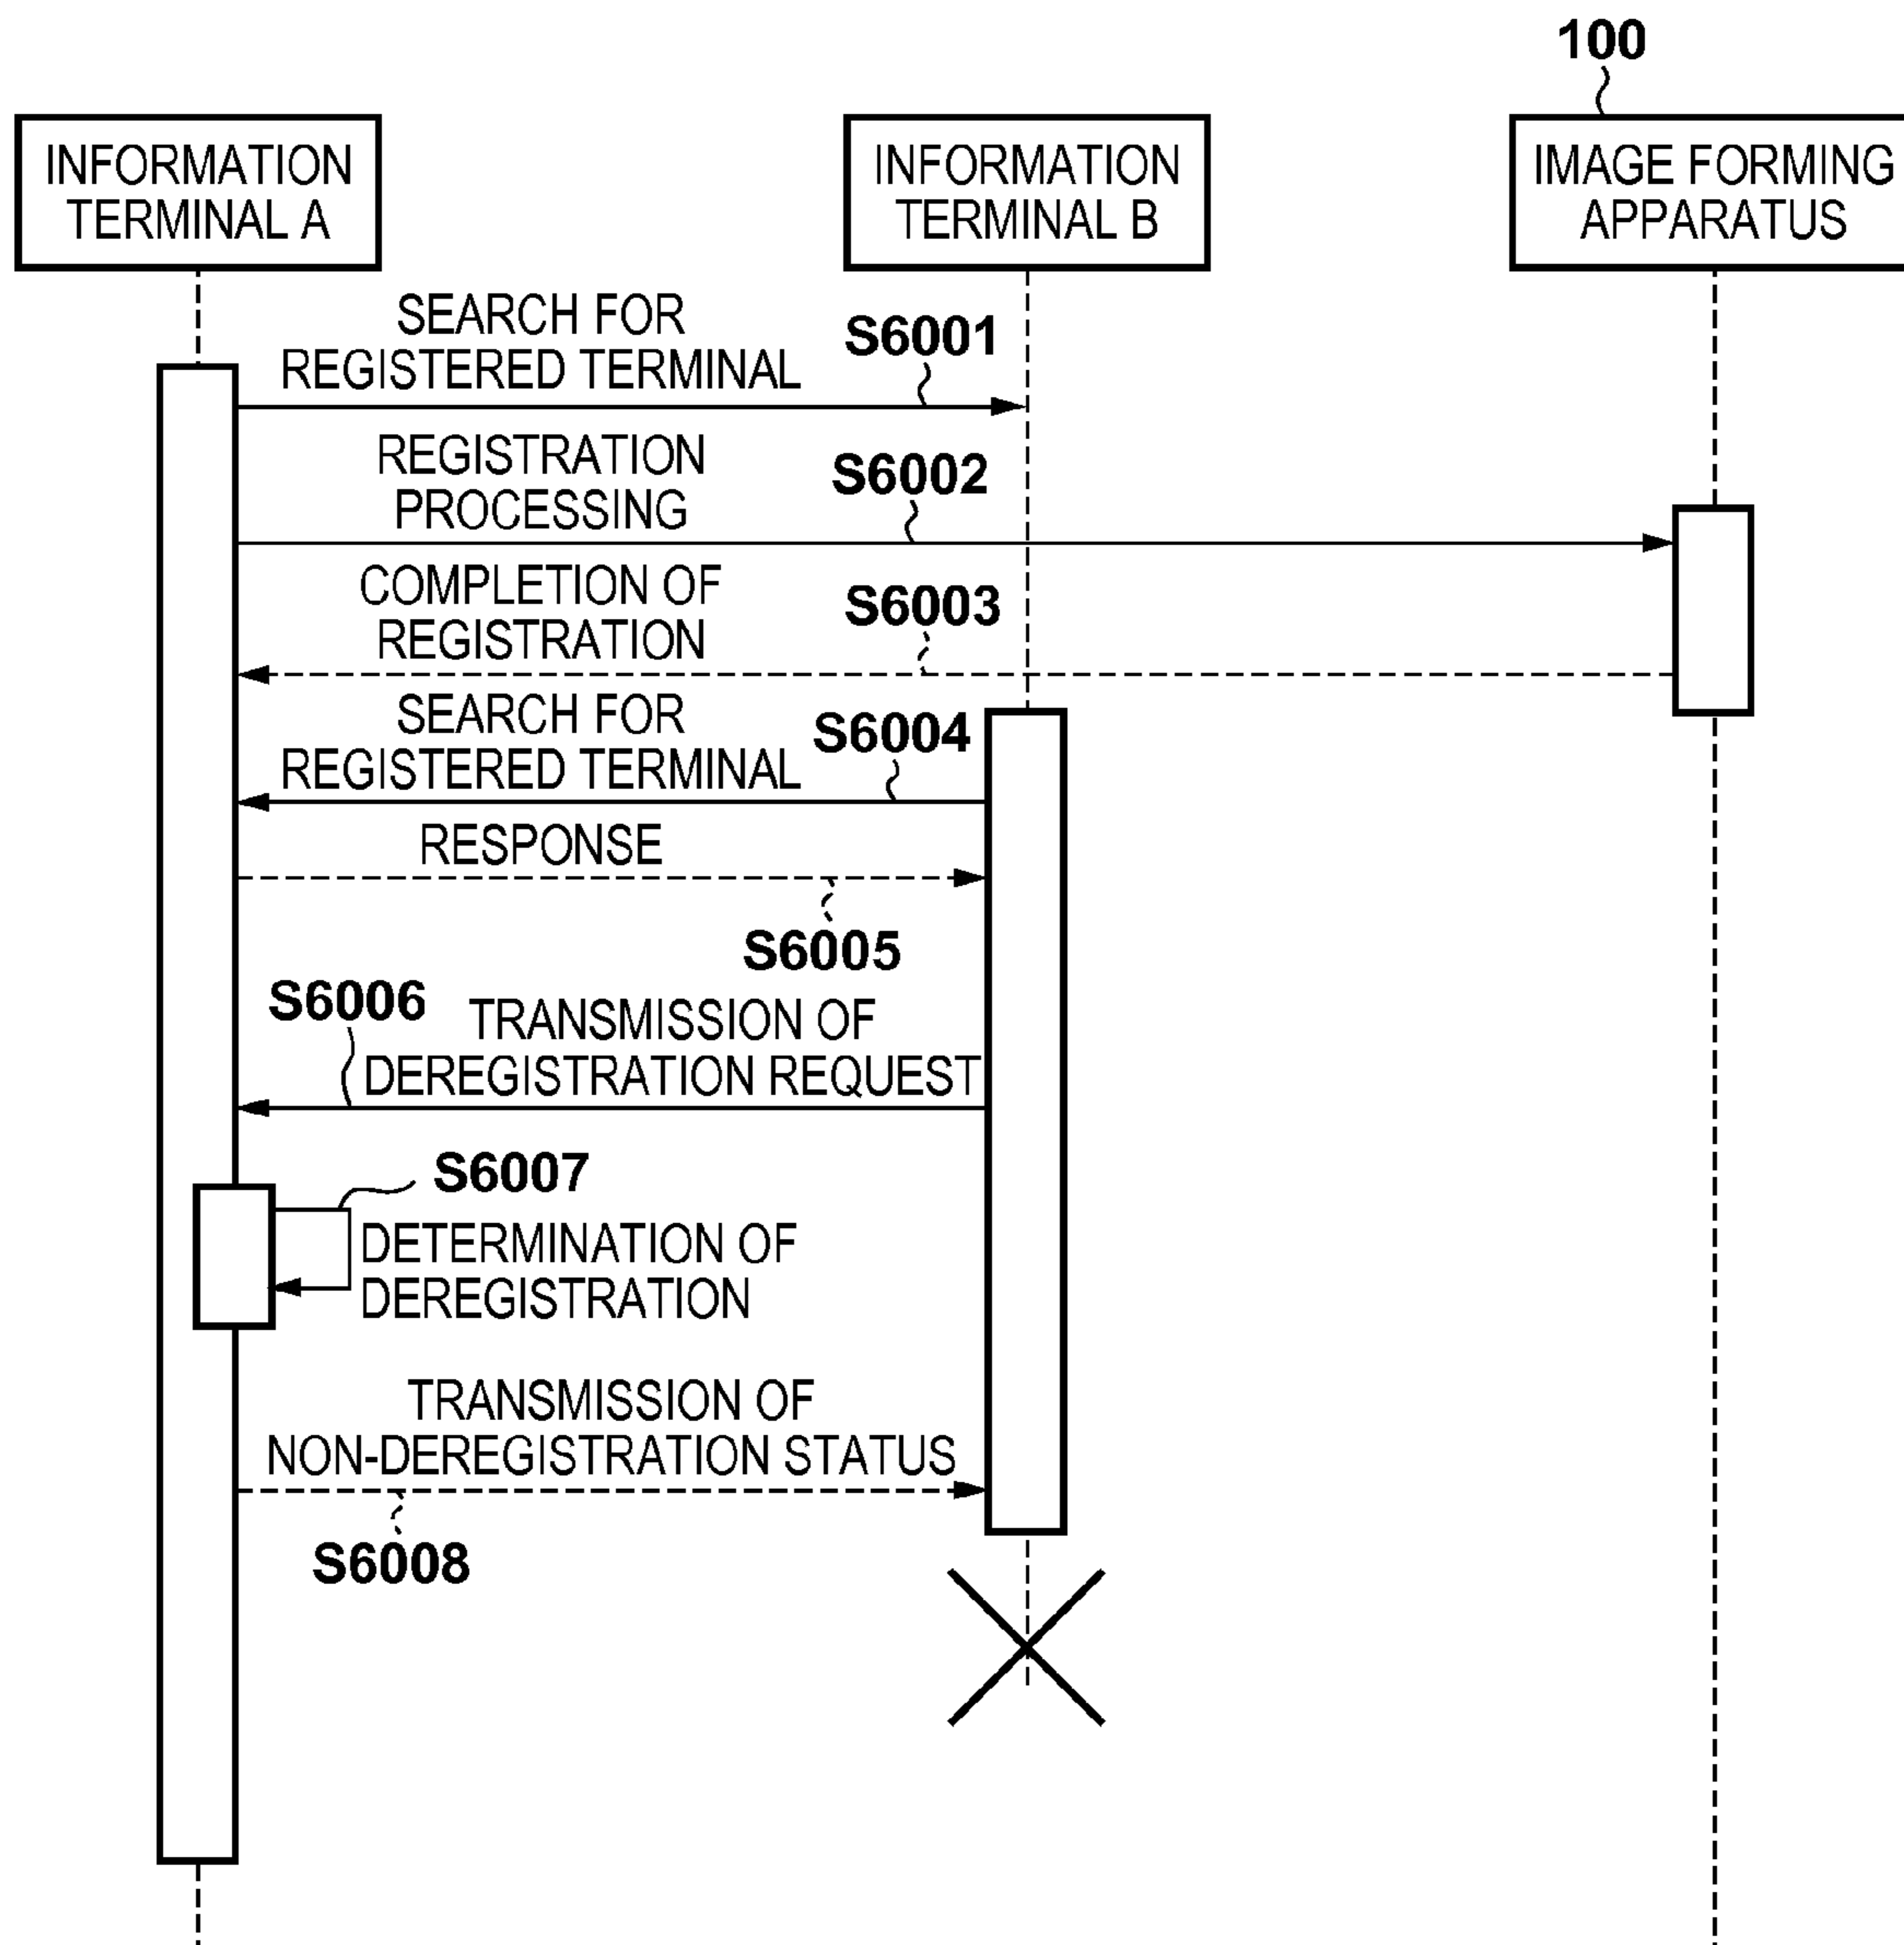 100
INFORMATION
TERMINAL A
INFORMATION
TERMINAL B
IMAGE FORMING
APPARATUS
SEARCH FOR
REGISTERED TERMINAL
S6001
REGISTRATION
PROCESSING
S6002
COMPLETION OF
REGISTRATION
S6003
SEARCH FOR
REGISTERED TERMINAL
S6004
RESPONSE
S6005
S6006
TRANSMISSION OF
DEREGISTRATION REQUEST
S6007
DETERMINATION OF
DEREGISTRATION
TRANSMISSION OF
NON-DEREGISTRATION STATUS
S6008